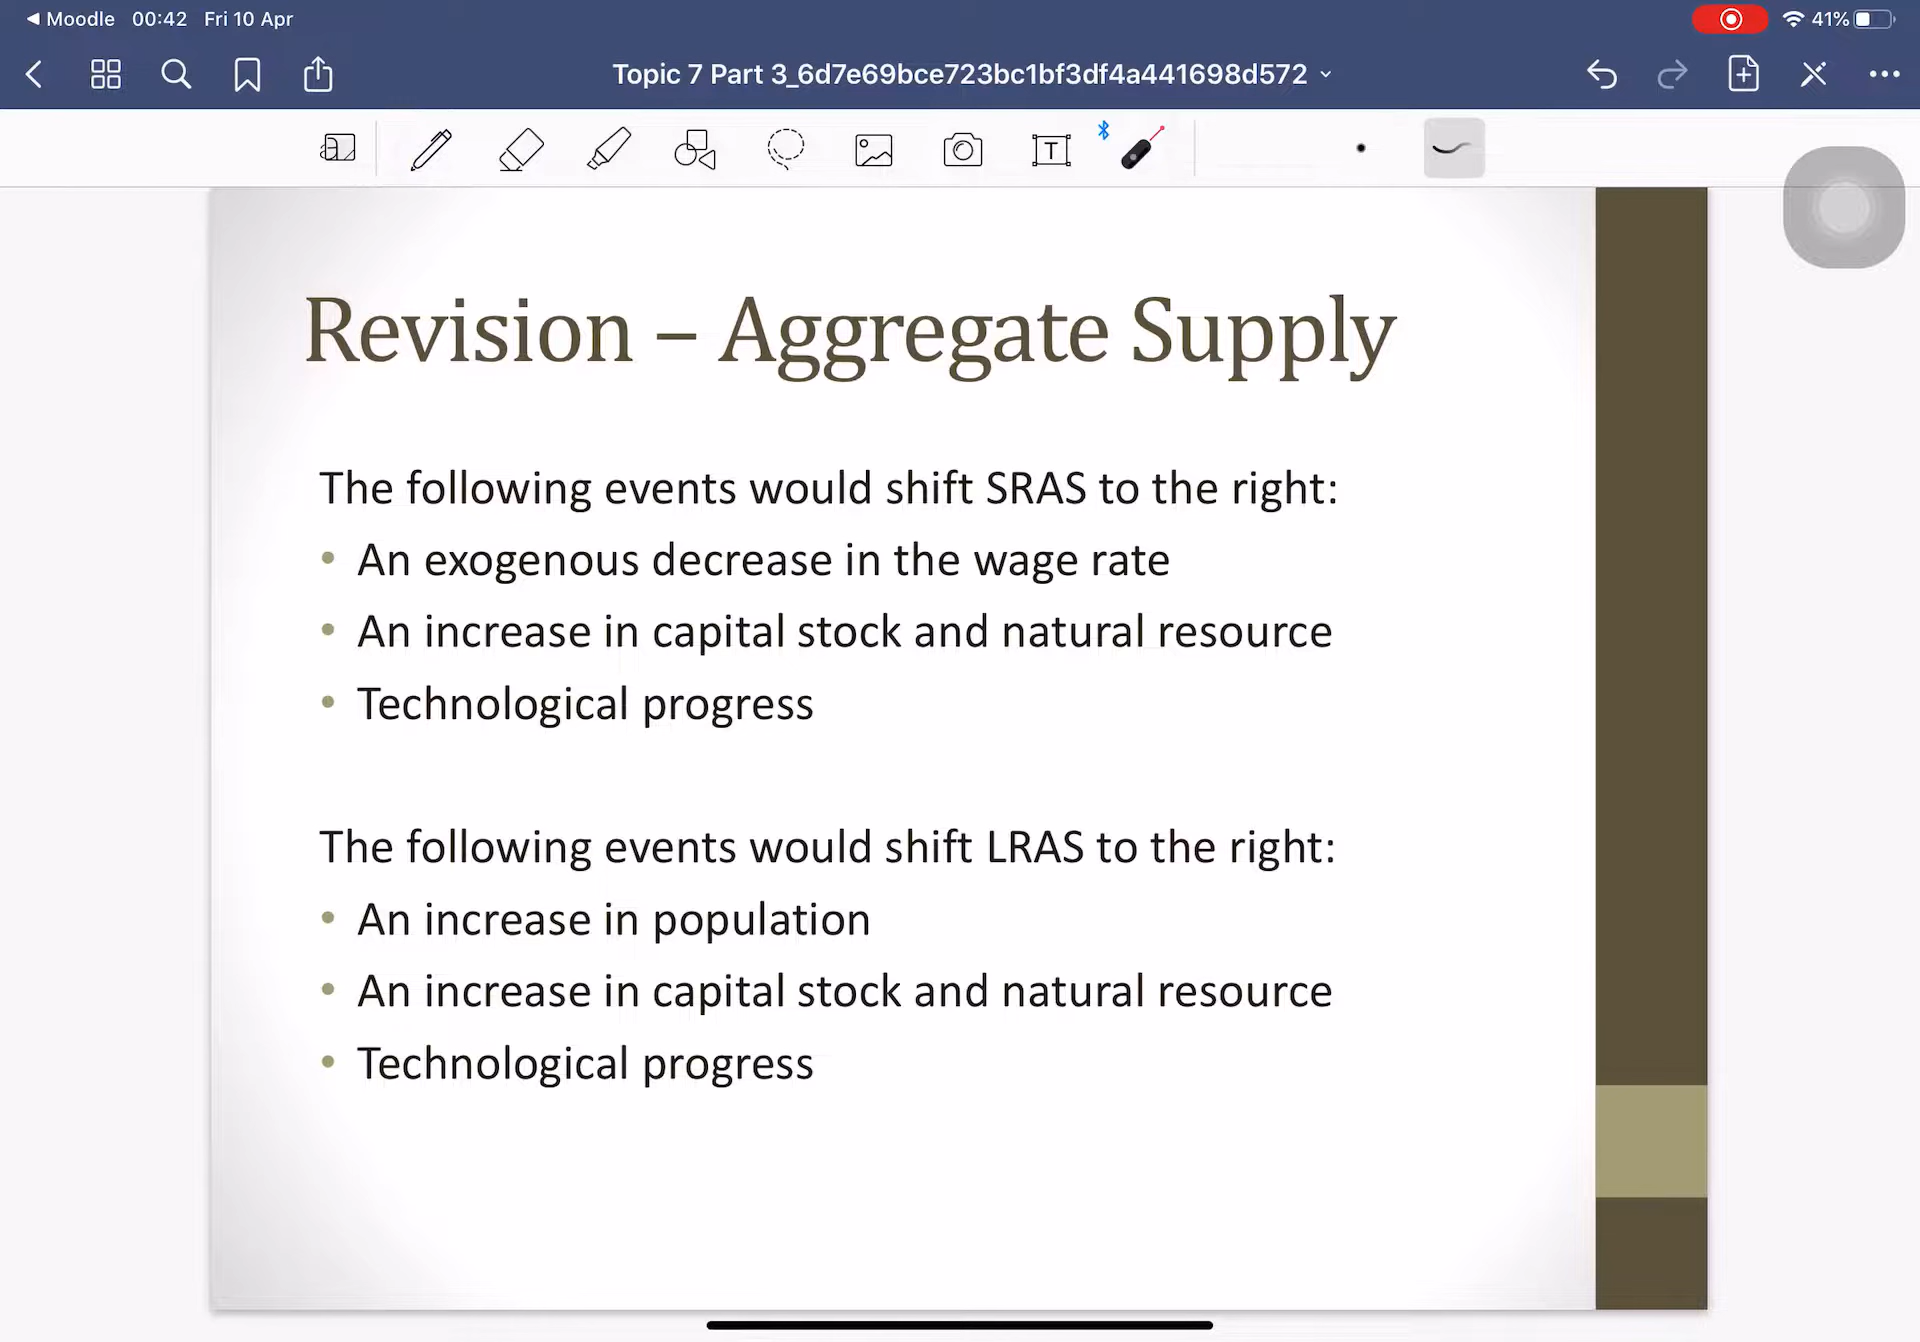 Moodle 00:42 Fri 10 Apr 41%
Topic 7 Part 3_6d7e69bce723bc1bf3df4a441698d572
Revision – Aggregate Supply
The following events would shift SRAS to the right:
• An exogenous decrease in the wage rate
• An increase in capital stock and natural resource
• Technological progress
The following events would shift LRAS to the right:
• An increase in population
• An increase in capital stock and natural resource
• Technological progress